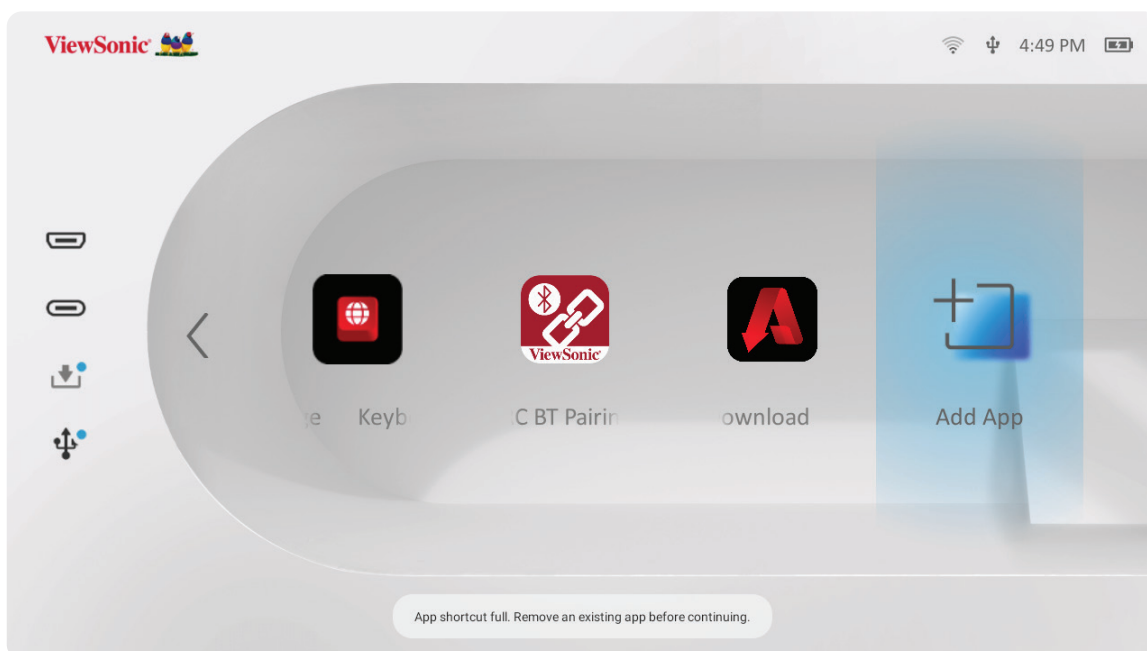 ViewSonic
4:49 PM
ViewSonic
Keyb
C BT Pairin
ownload
Add App
App shortcut full. Remove an existing app before continuing.